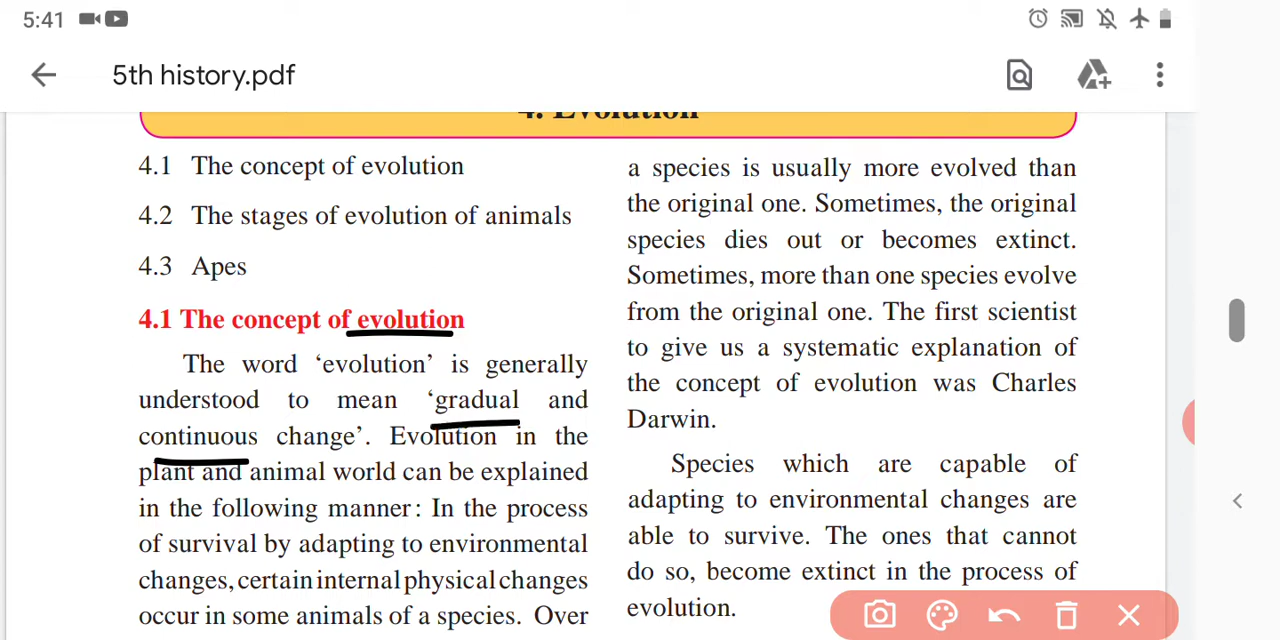 5:41
5th history.pdf
4. Evolution
4.1 The concept of evolution
4.2 The stages of evolution of animals
4.3 Apes
4.1 The concept of evolution
The word ‘evolution’ is generally
understood to mean ‘gradual and
continuous change’. Evolution in the
plant and animal world can be explained
in the following manner: In the process
of survival by adapting to environmental
changes, certain internal physical changes
occur in some animals of a species. Over
a species is usually more evolved than
the original one. Sometimes, the original
species dies out or becomes extinct.
Sometimes, more than one species evolve
from the original one. The first scientist
to give us a systematic explanation of
the concept of evolution was Charles
Darwin.
Species which are capable of
adapting to environmental changes are
able to survive. The ones that cannot
do so, become extinct in the process of
evolution.